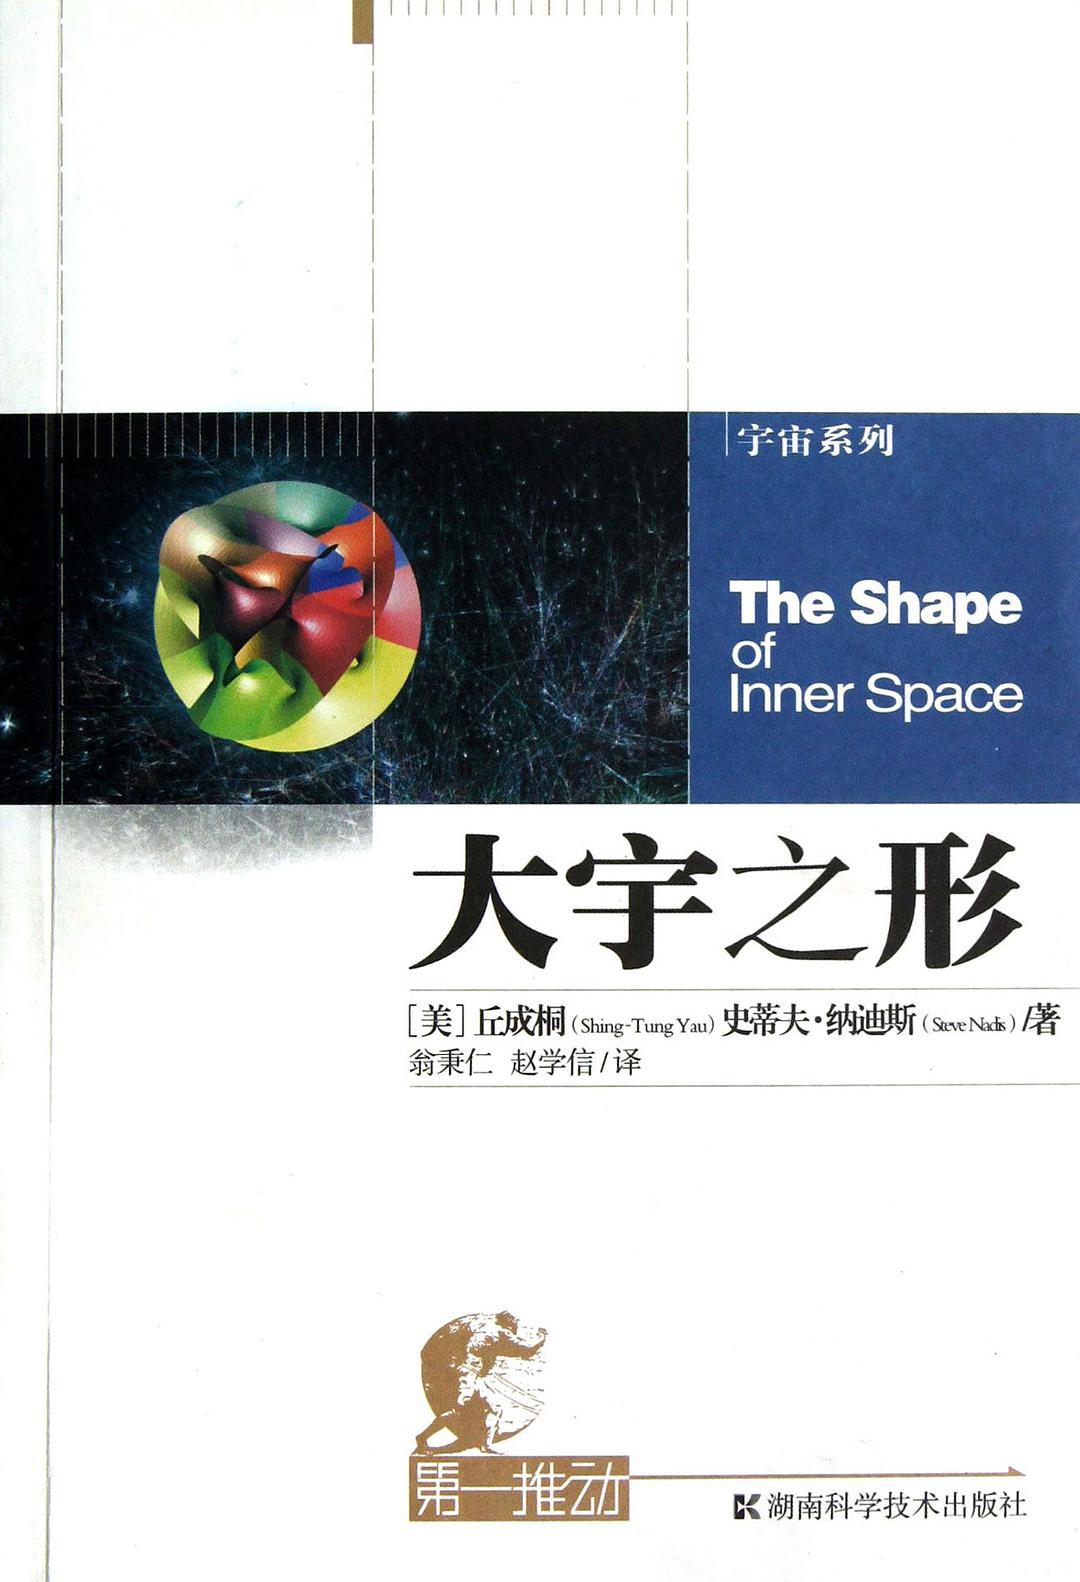 宇宙系列
The Shape
of
Inner Space
大宇之形
[美]丘成桐(Shing-Tung Yau)史蒂夫·纳迪斯(Steve Nadis)/著
翁秉仁 赵学信/译
第一推动
湖南科学技术出版社